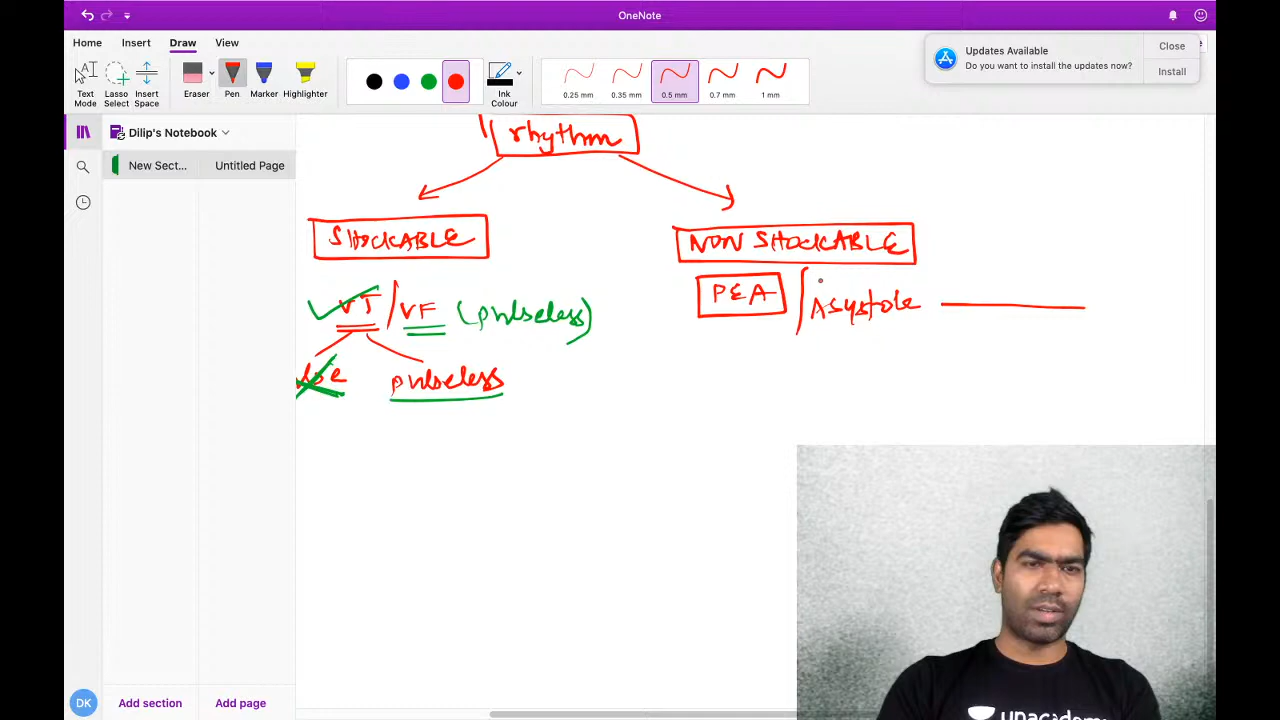 OneNote
Home Insert Draw View
Updates Available
Do you want to install the updates now?
Close
Install
Text Mode
Lasso Select
Insert Space
Eraser
Pen
Marker
Highlighter
Ink Colour
0.25 mm
0.35 mm
0.5 mm
0.7 mm
1 mm
Dilip's Notebook
New Sect...
Untitled Page
rhythm
SHOCKABLE
NON SHOCKABLE
VT / VF (pulseless)
PEA / Asystole
lse pulseless
DK
Add section
Add page
unacademy